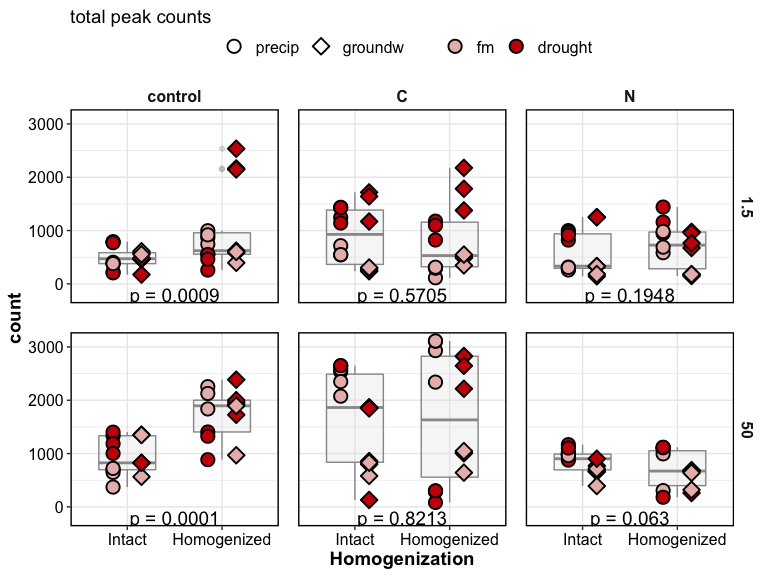 total peak counts
precip groundw fm drought
control C N
3000
2000
1000
0
p = 0.0009 p = 0.5705 p = 0.1948
1.5
count
3000
2000
1000
0
p = 0.0001 p = 0.8213 p = 0.063
50
Intact Homogenized Intact Homogenized Intact Homogenized
Homogenization